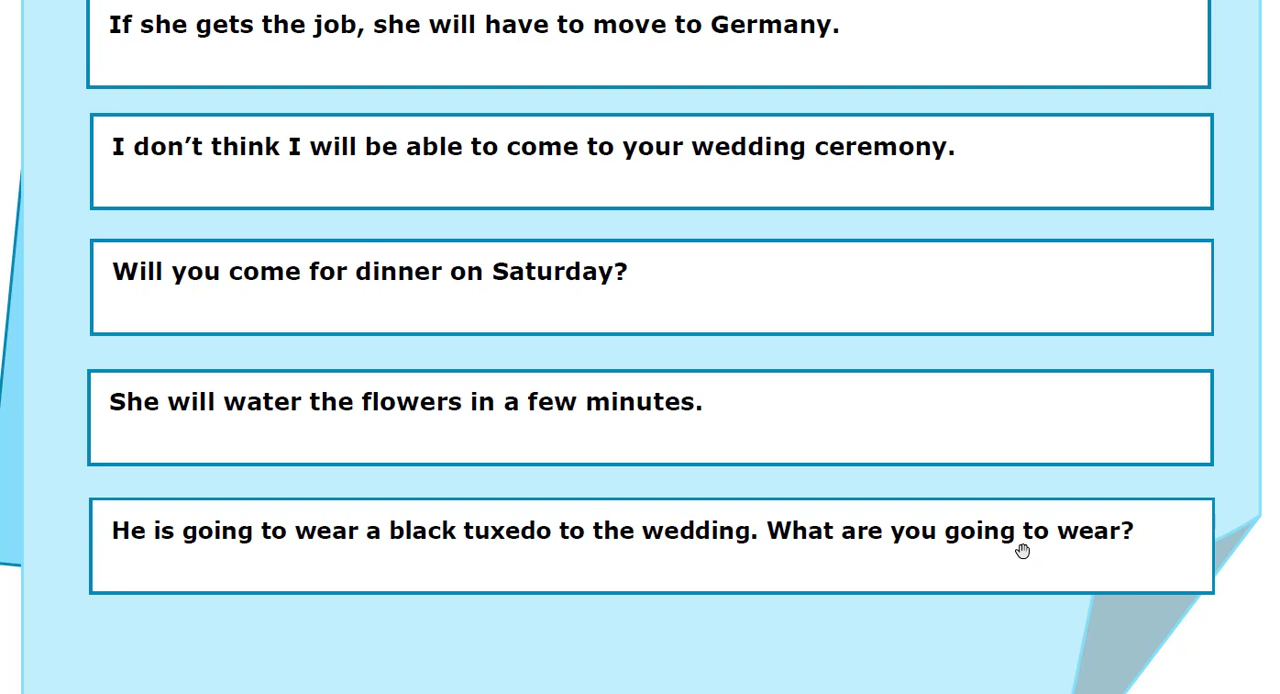 If she gets the job, she will have to move to Germany.
I don’t think I will be able to come to your wedding ceremony.
Will you come for dinner on Saturday?
She will water the flowers in a few minutes.
He is going to wear a black tuxedo to the wedding. What are you going to wear?